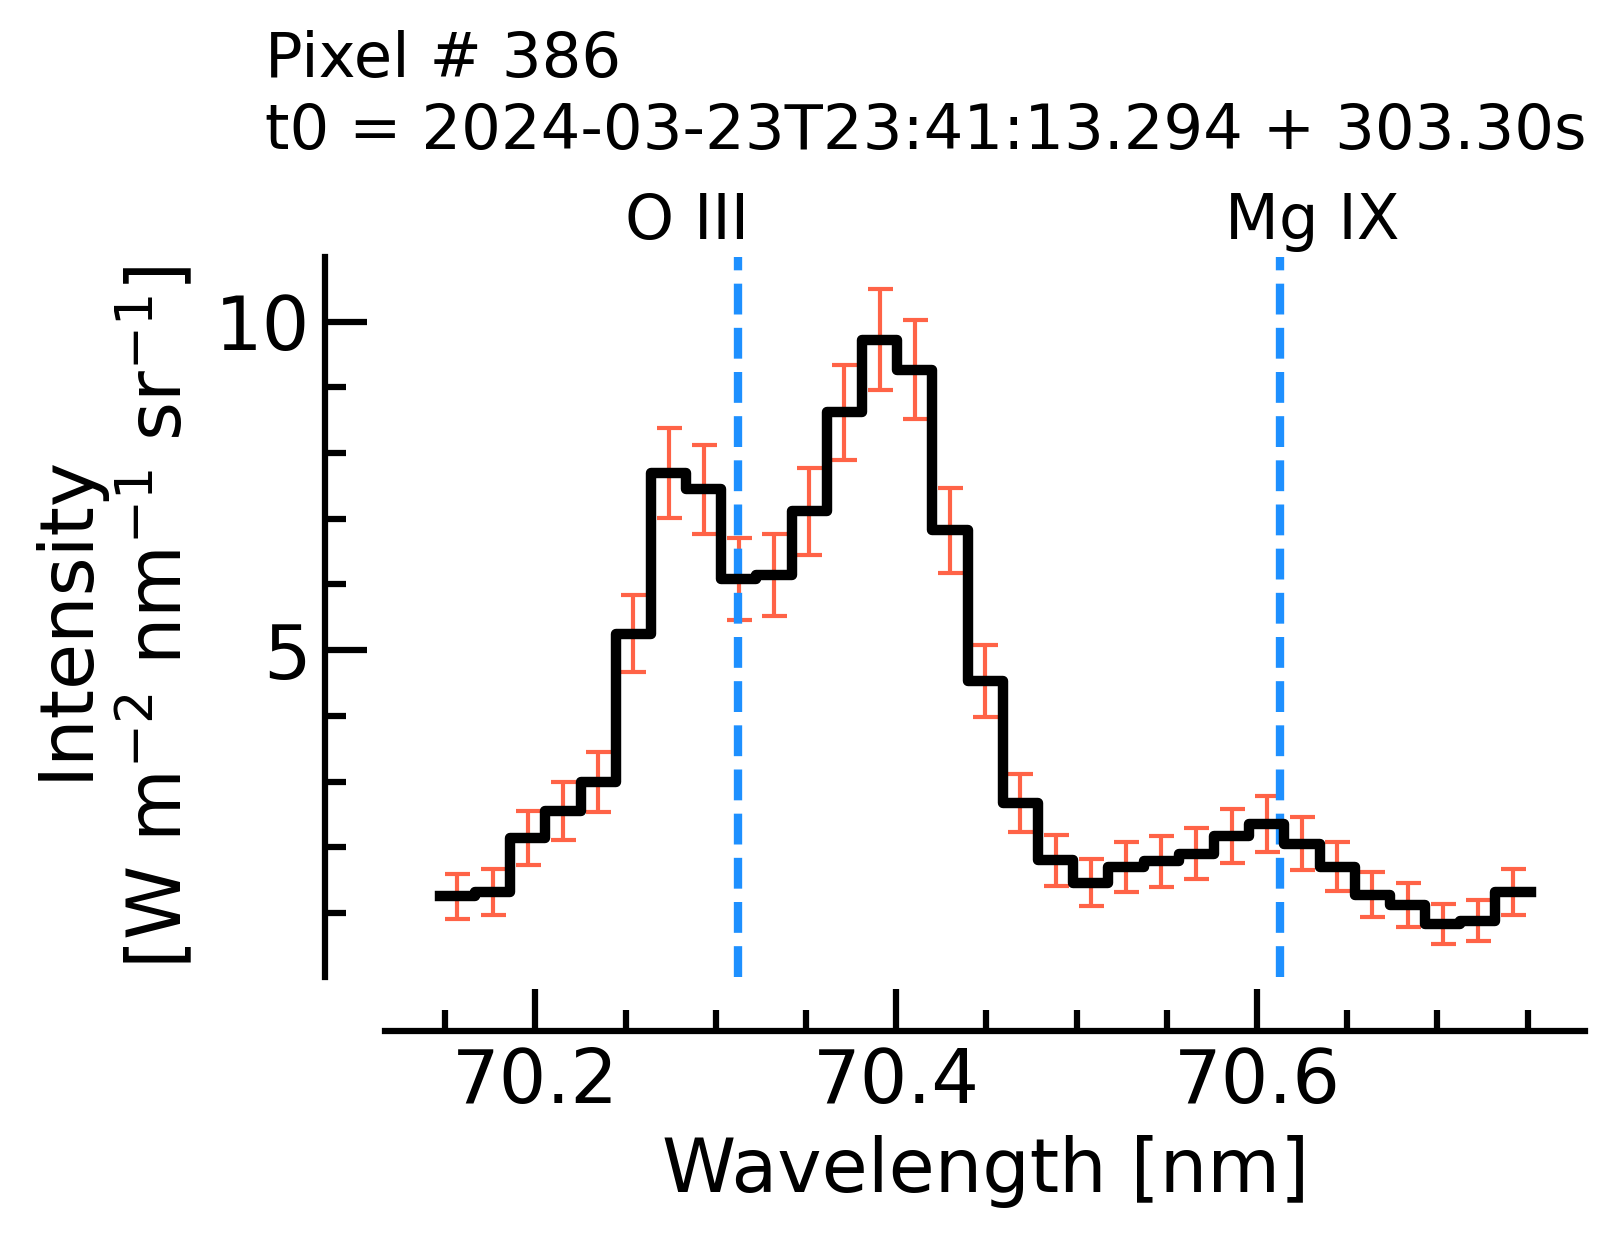 Pixel # 386
t0 = 2024-03-23T23:41:13.294 + 303.30s
O III Mg IX
Intensity
[W m⁻² nm⁻¹ sr⁻¹]
10
5
70.2 70.4 70.6
Wavelength [nm]